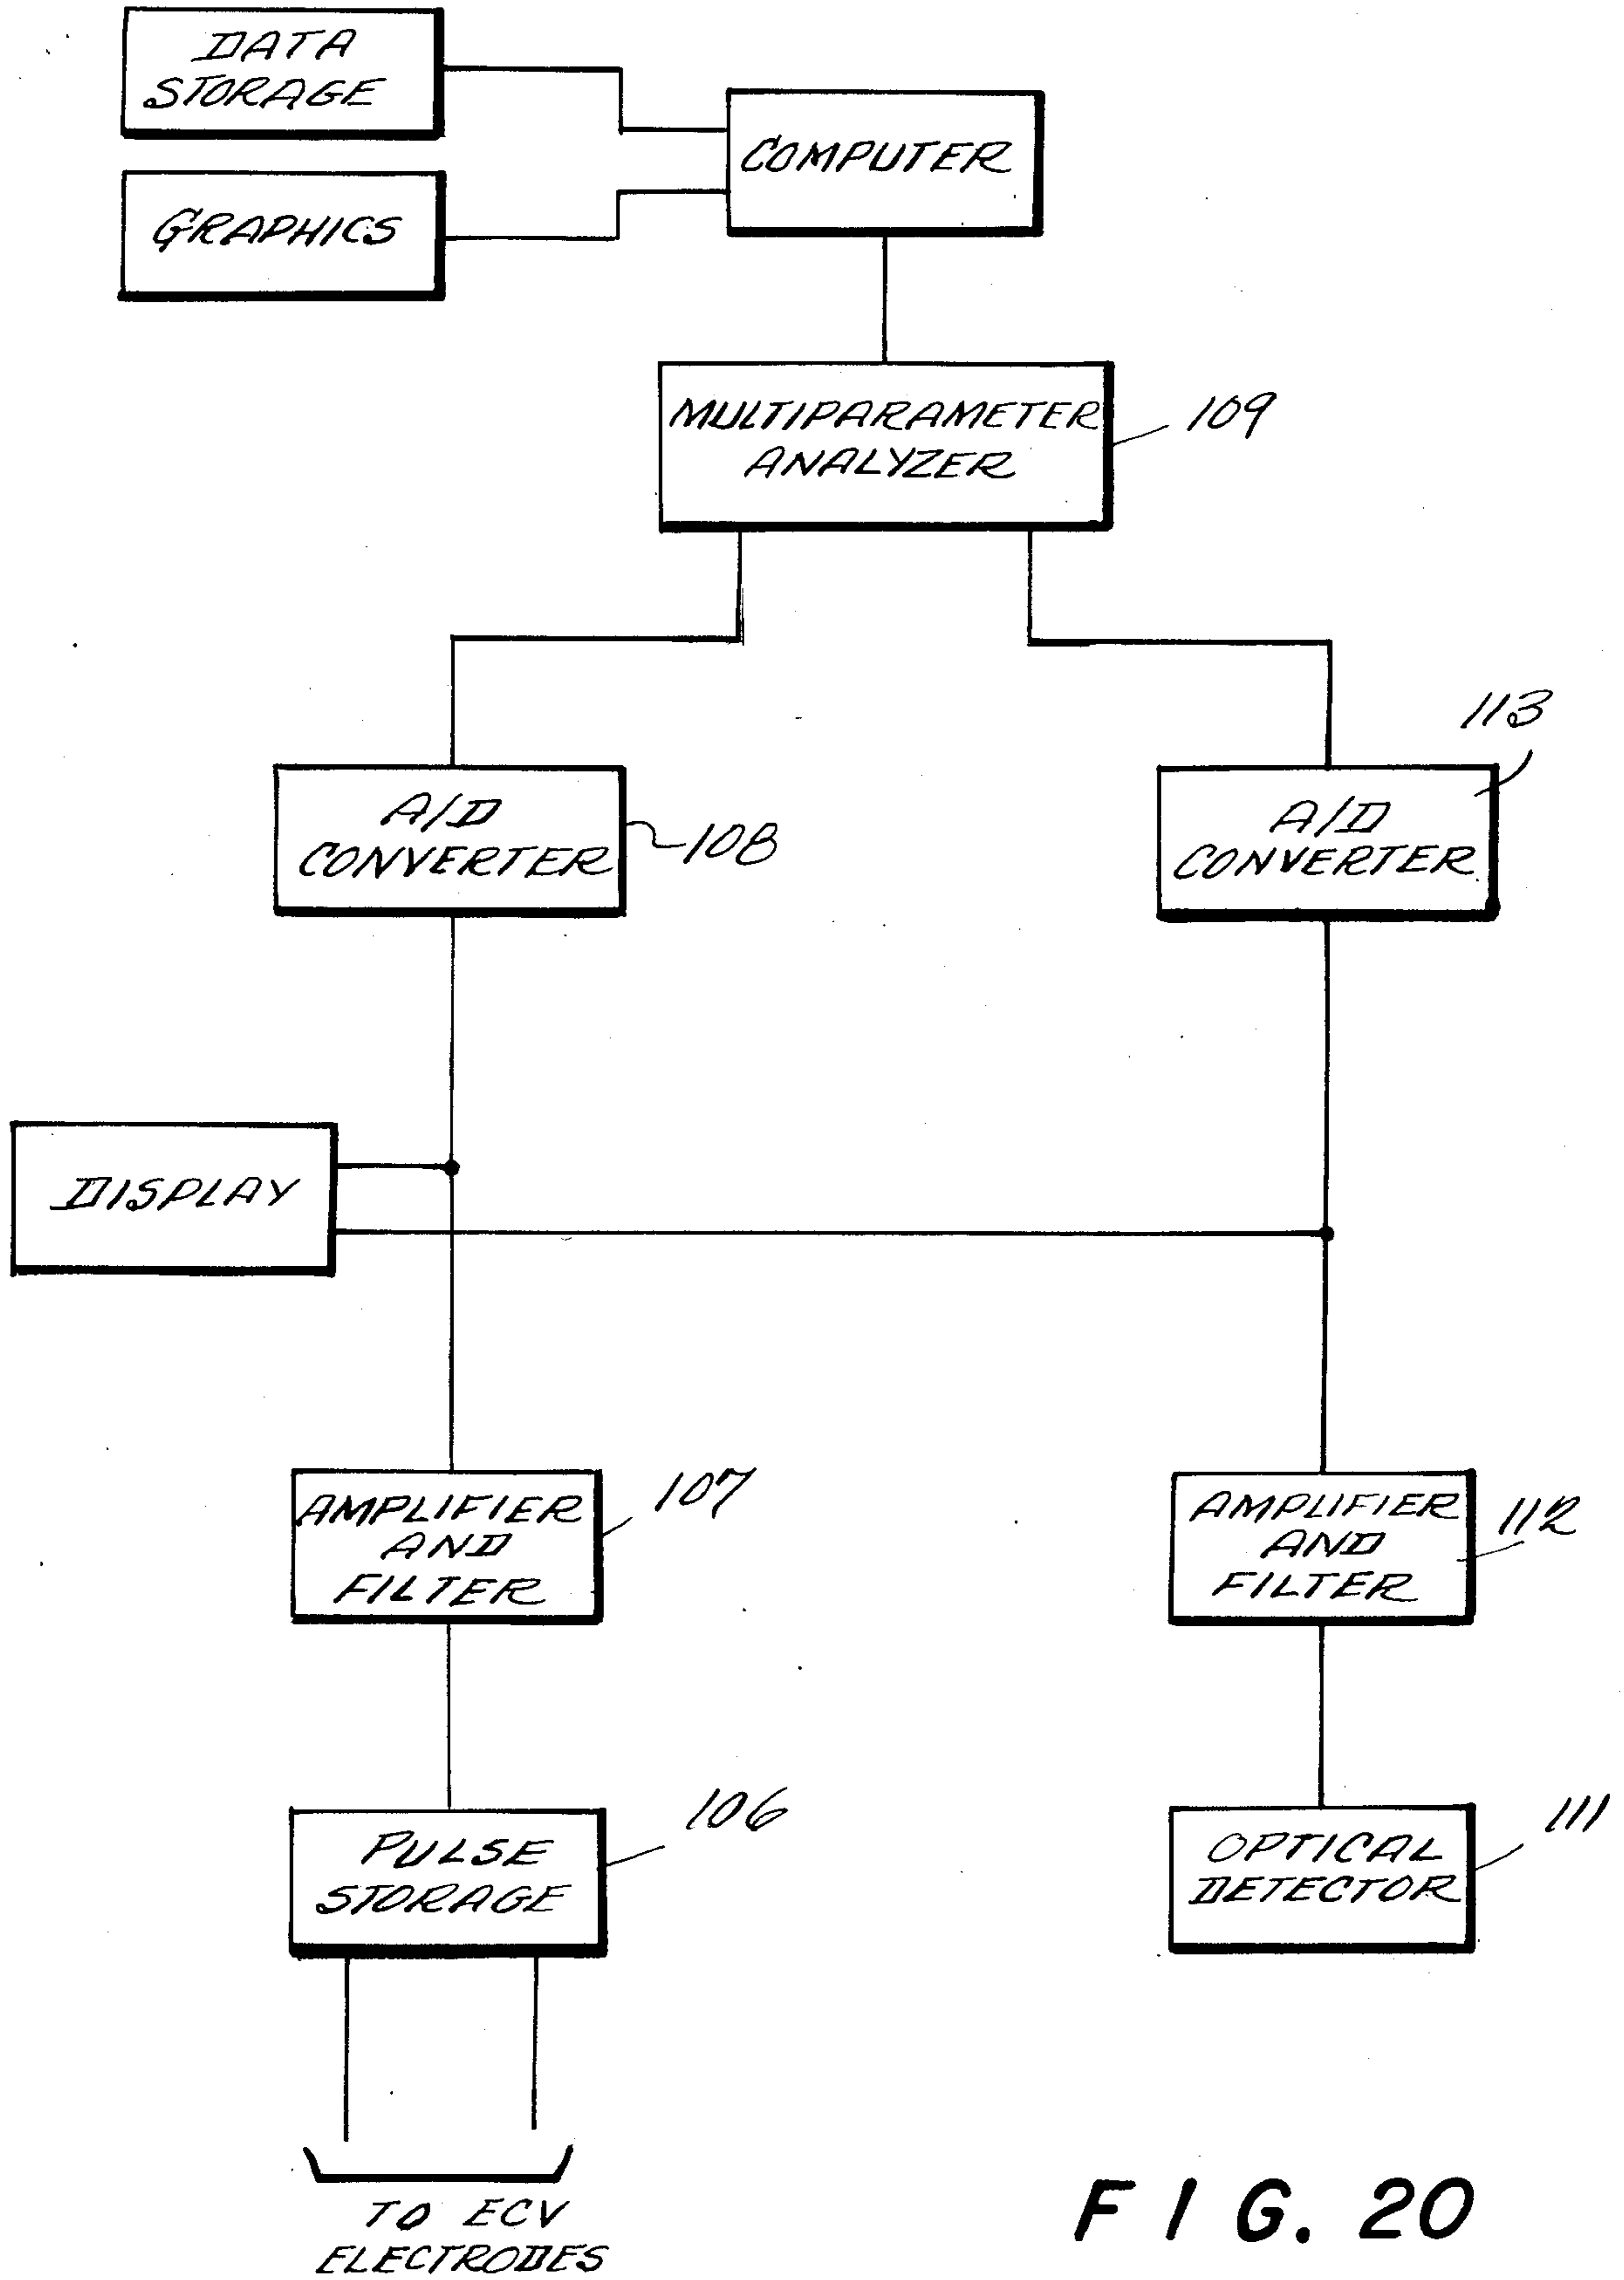 DATA
STORAGE
COMPUTER
GRAPHICS
MULTIPARAMETER
ANALYZER
109
113
A/D
CONVERTER
108
A/D
CONVERTER
DISPLAY
AMPLIFIER
AND
FILTER
107
AMPLIFIER
AND
FILTER
112
PULSE
STORAGE
106
OPTICAL
DETECTOR
111
TO ECV
ELECTRODES
FIG. 20